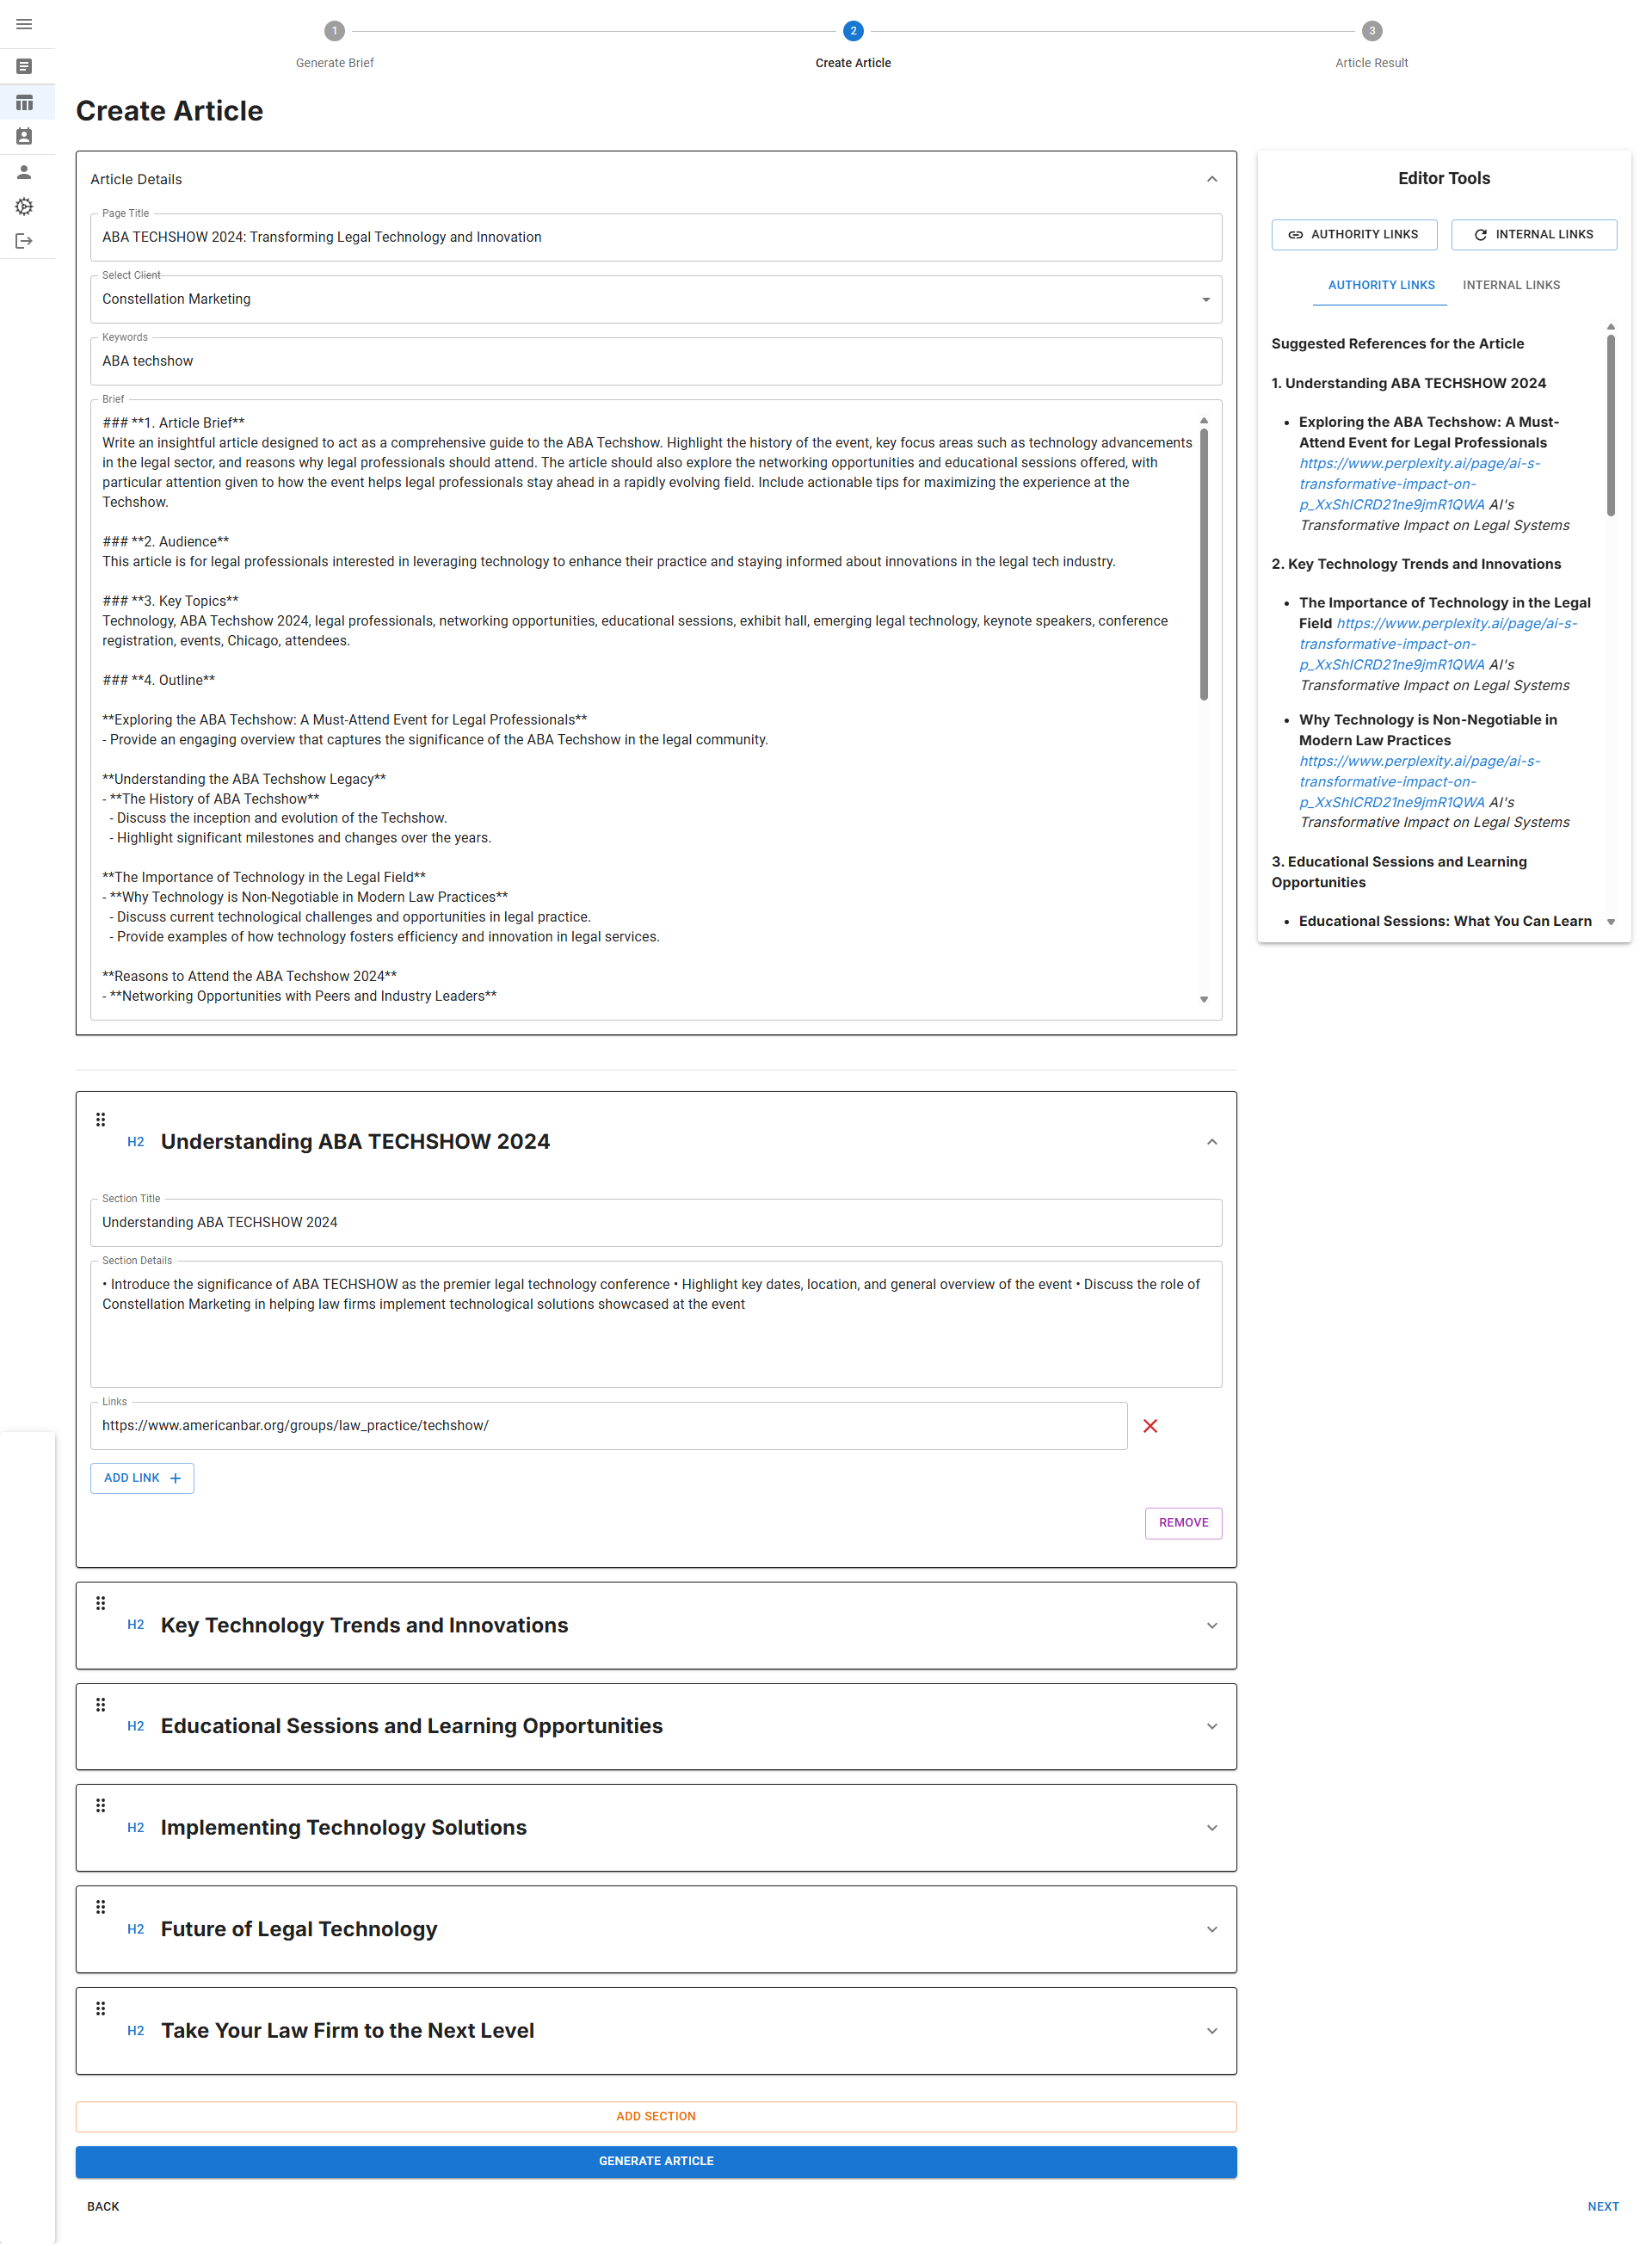 1
2
3
Generate Brief
Create Article
Article Result
Create Article
Article Details
Page Title
ABA TECHSHOW 2024: Transforming Legal Technology and Innovation
Select Client
Constellation Marketing
Keywords
ABA techshow
Brief
### **1. Article Brief**
Write an insightful article designed to act as a comprehensive guide to the ABA Techshow. Highlight the history of the event, key focus areas such as technology advancements
in the legal sector, and reasons why legal professionals should attend. The article should also explore the networking opportunities and educational sessions offered, with
particular attention given to how the event helps legal professionals stay ahead in a rapidly evolving field. Include actionable tips for maximizing the experience at the
Techshow.
### **2. Audience**
This article is for legal professionals interested in leveraging technology to enhance their practice and staying informed about innovations in the legal tech industry.
### **3. Key Topics**
Technology, ABA Techshow 2024, legal professionals, networking opportunities, educational sessions, exhibit hall, emerging legal technology, keynote speakers, conference
registration, events, Chicago, attendees.
### **4. Outline**
**Exploring the ABA Techshow: A Must-Attend Event for Legal Professionals**
- Provide an engaging overview that captures the significance of the ABA Techshow in the legal community.
**Understanding the ABA Techshow Legacy**
- **The History of ABA Techshow**
- Discuss the inception and evolution of the Techshow.
- Highlight significant milestones and changes over the years.
**The Importance of Technology in the Legal Field**
- **Why Technology is Non-Negotiable in Modern Law Practices**
- Discuss current technological challenges and opportunities in legal practice.
- Provide examples of how technology fosters efficiency and innovation in legal services.
**Reasons to Attend the ABA Techshow 2024**
- **Networking Opportunities with Peers and Industry Leaders**
Editor Tools
AUTHORITY LINKS
INTERNAL LINKS
AUTHORITY LINKS
INTERNAL LINKS
Suggested References for the Article
1. Understanding ABA TECHSHOW 2024
• Exploring the ABA Techshow: A Must-
Attend Event for Legal Professionals
https://www.perplexity.ai/page/ai-s-
transformative-impact-on-
p_XxShICRD21ne9jmR1QWA AI's
Transformative Impact on Legal Systems
2. Key Technology Trends and Innovations
• The Importance of Technology in the Legal
Field https://www.perplexity.ai/page/ai-s-
transformative-impact-on-
p_XxShICRD21ne9jmR1QWA AI's
Transformative Impact on Legal Systems
• Why Technology is Non-Negotiable in
Modern Law Practices
https://www.perplexity.ai/page/ai-s-
transformative-impact-on-
p_XxShICRD21ne9jmR1QWA AI's
Transformative Impact on Legal Systems
3. Educational Sessions and Learning
Opportunities
• Educational Sessions: What You Can Learn
H2 Understanding ABA TECHSHOW 2024
Section Title
Understanding ABA TECHSHOW 2024
Section Details
• Introduce the significance of ABA TECHSHOW as the premier legal technology conference • Highlight key dates, location, and general overview of the event • Discuss the role of
Constellation Marketing in helping law firms implement technological solutions showcased at the event
Links
https://www.americanbar.org/groups/law_practice/techshow/
ADD LINK +
REMOVE
H2 Key Technology Trends and Innovations
H2 Educational Sessions and Learning Opportunities
H2 Implementing Technology Solutions
H2 Future of Legal Technology
H2 Take Your Law Firm to the Next Level
ADD SECTION
GENERATE ARTICLE
BACK
NEXT